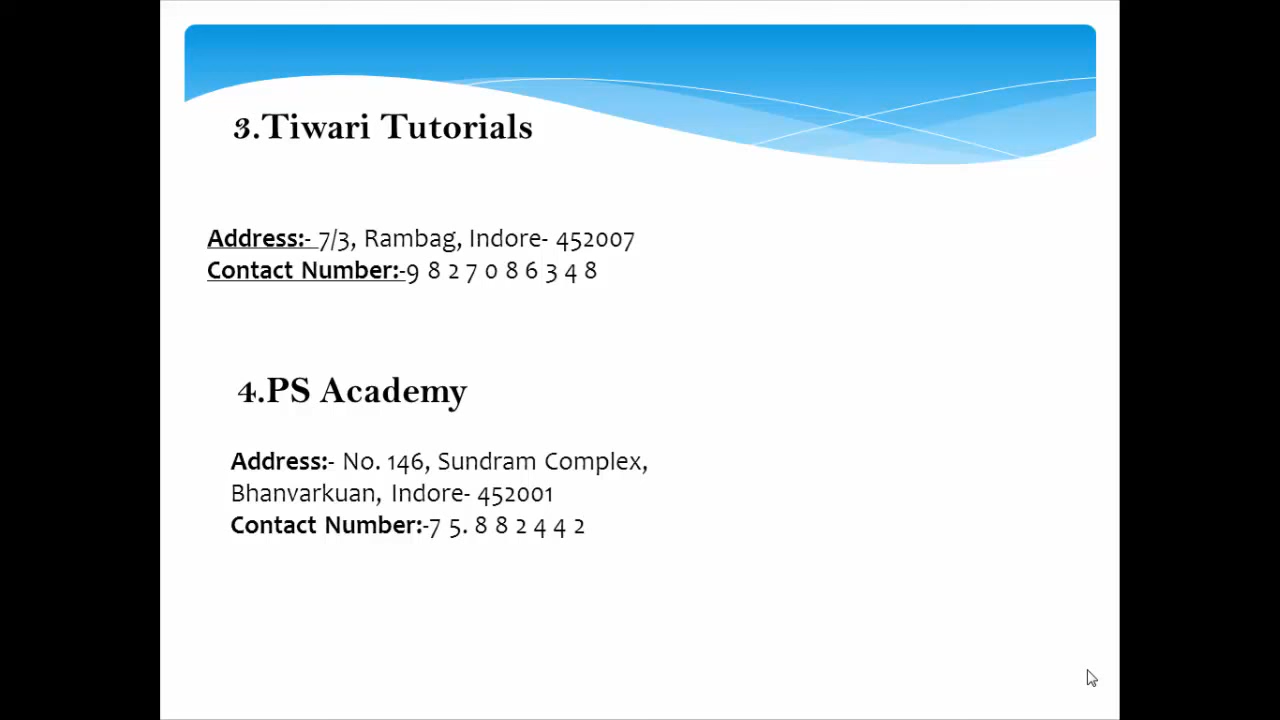 3.Tiwari Tutorials
Address:- 7/3, Rambag, Indore- 452007
Contact Number:-9 8 2 7 0 8 6 3 4 8
4.PS Academy
Address:- No. 146, Sundram Complex,
Bhanvarkuan, Indore- 452001
Contact Number:-7 5. 8 8 2 4 4 2